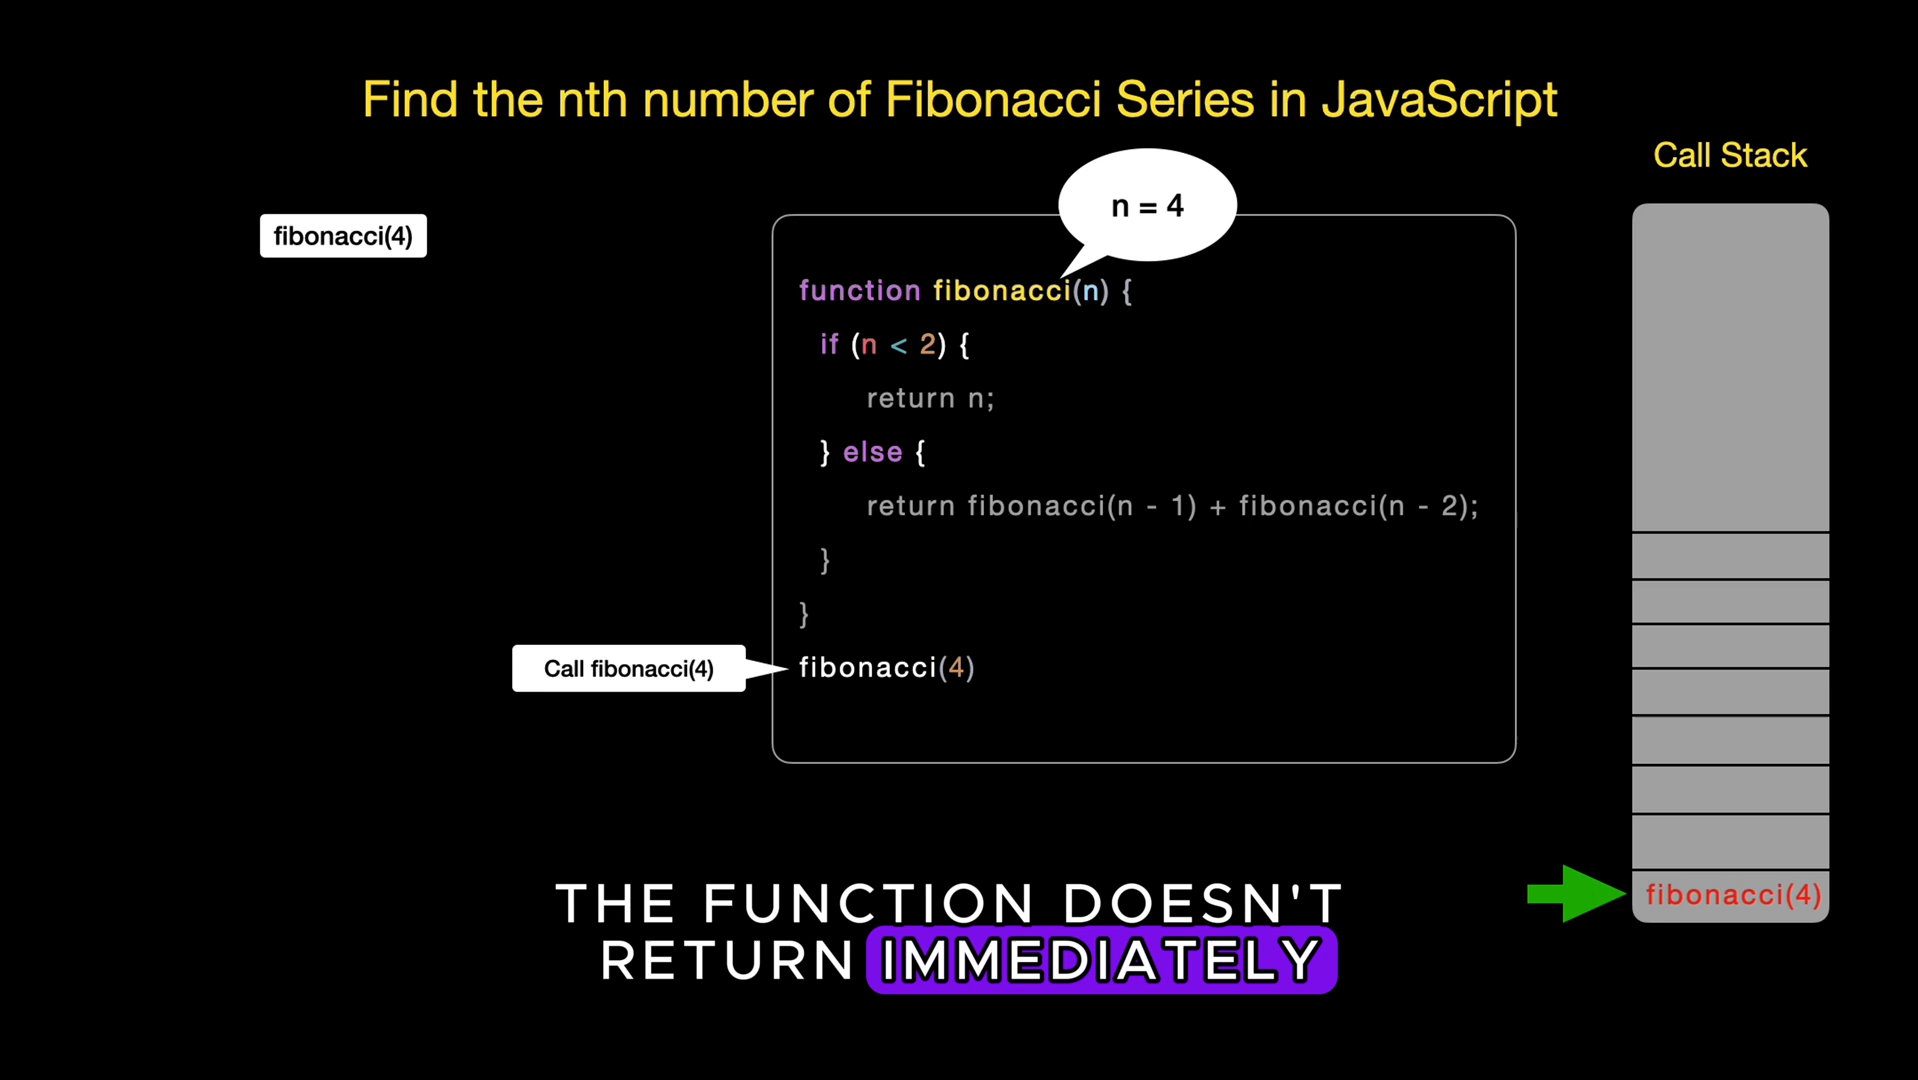 Find the nth number of Fibonacci Series in JavaScript
Call Stack
n = 4
fibonacci(4)
function fibonacci(n) {
if (n < 2) {
return n;
} else {
return fibonacci(n - 1) + fibonacci(n - 2);
}
}
Call fibonacci(4)
fibonacci(4)
THE FUNCTION DOESN'T
RETURN IMMEDIATELY
fibonacci(4)